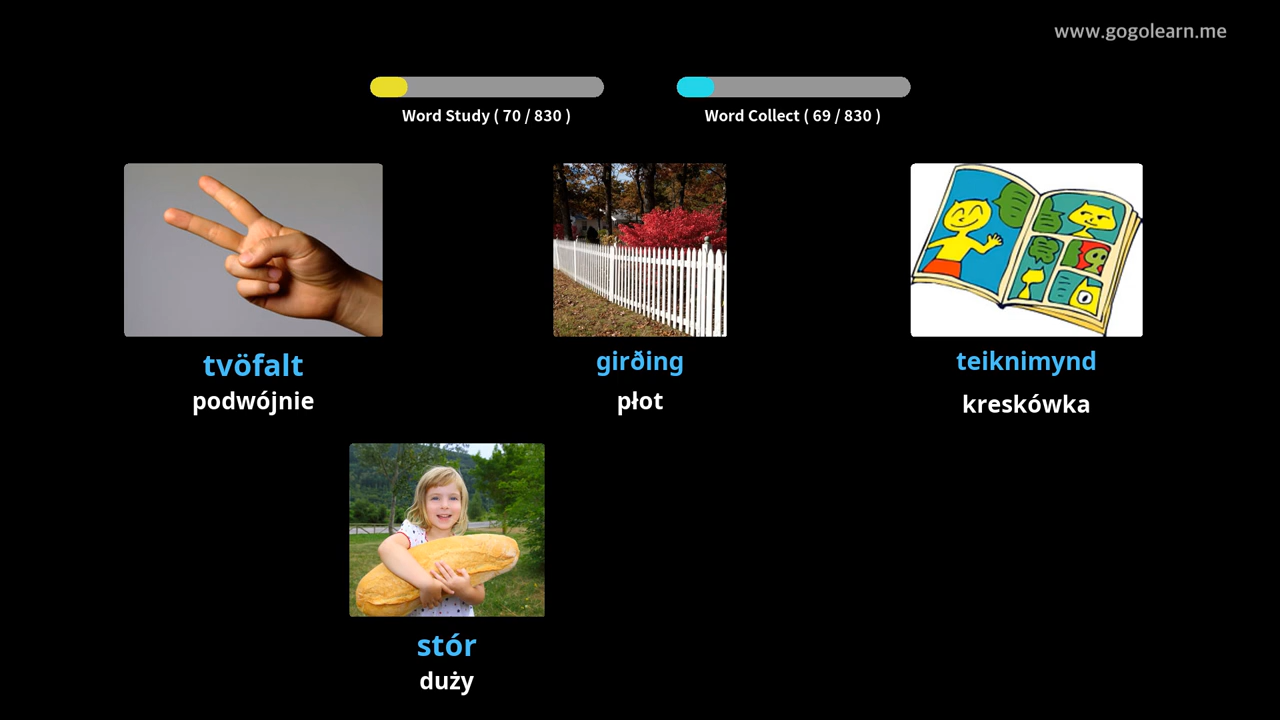 www.gogolearn.me
Word Study ( 70 / 830 )
Word Collect ( 69 / 830 )
tvöfalt
podwójnie
girðing
płot
teiknimynd
kreskówka
stór
duży